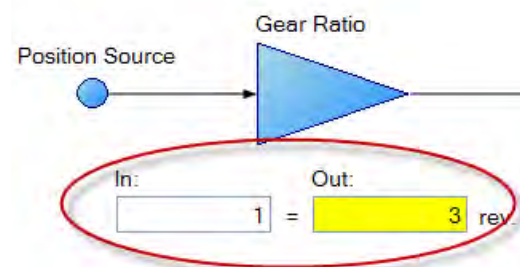 Gear Ratio
Position Source
In: Out:
1 = 3 rev.